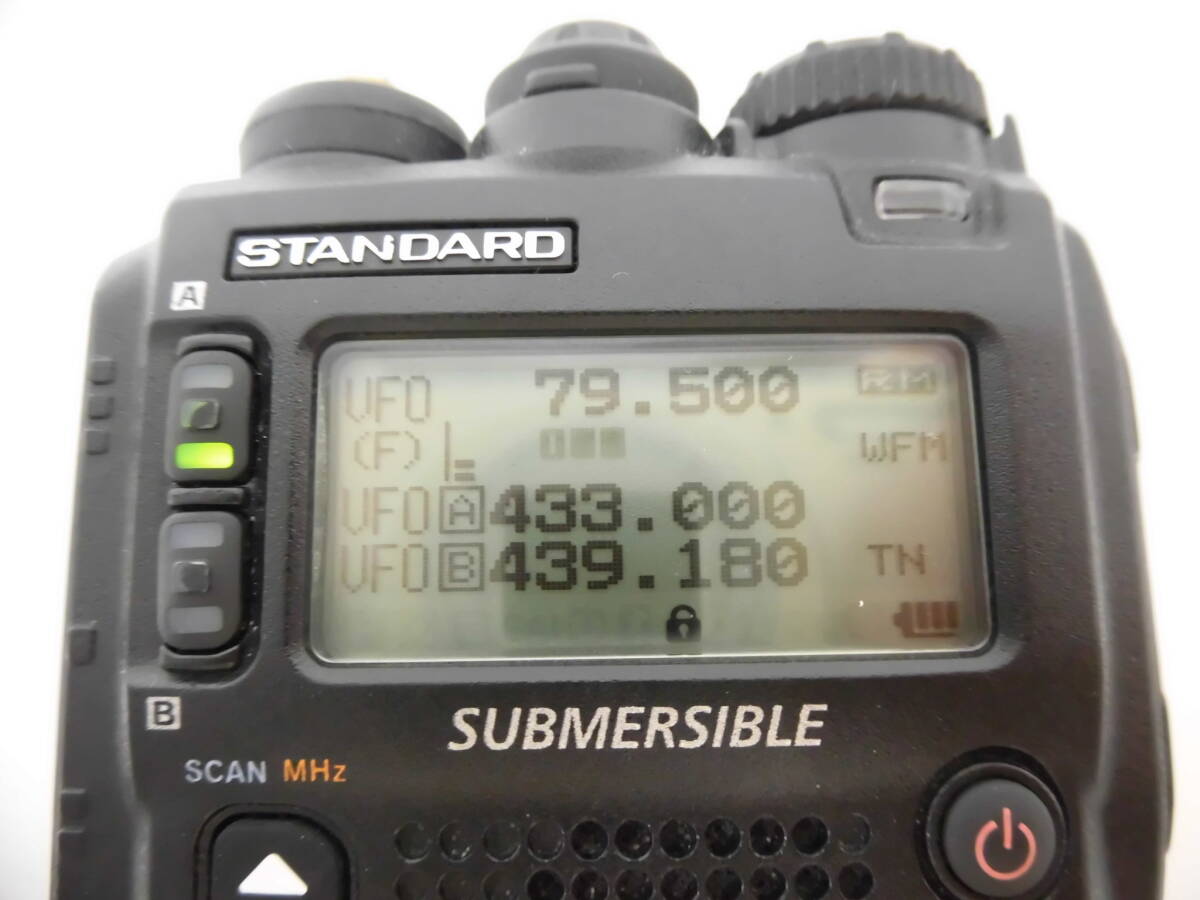 STANDARD
A
VFO 79.500
(F) WFM
VFO A 433.000
VFO B 439.180 TN
B
SUBMERSIBLE
SCAN MHz